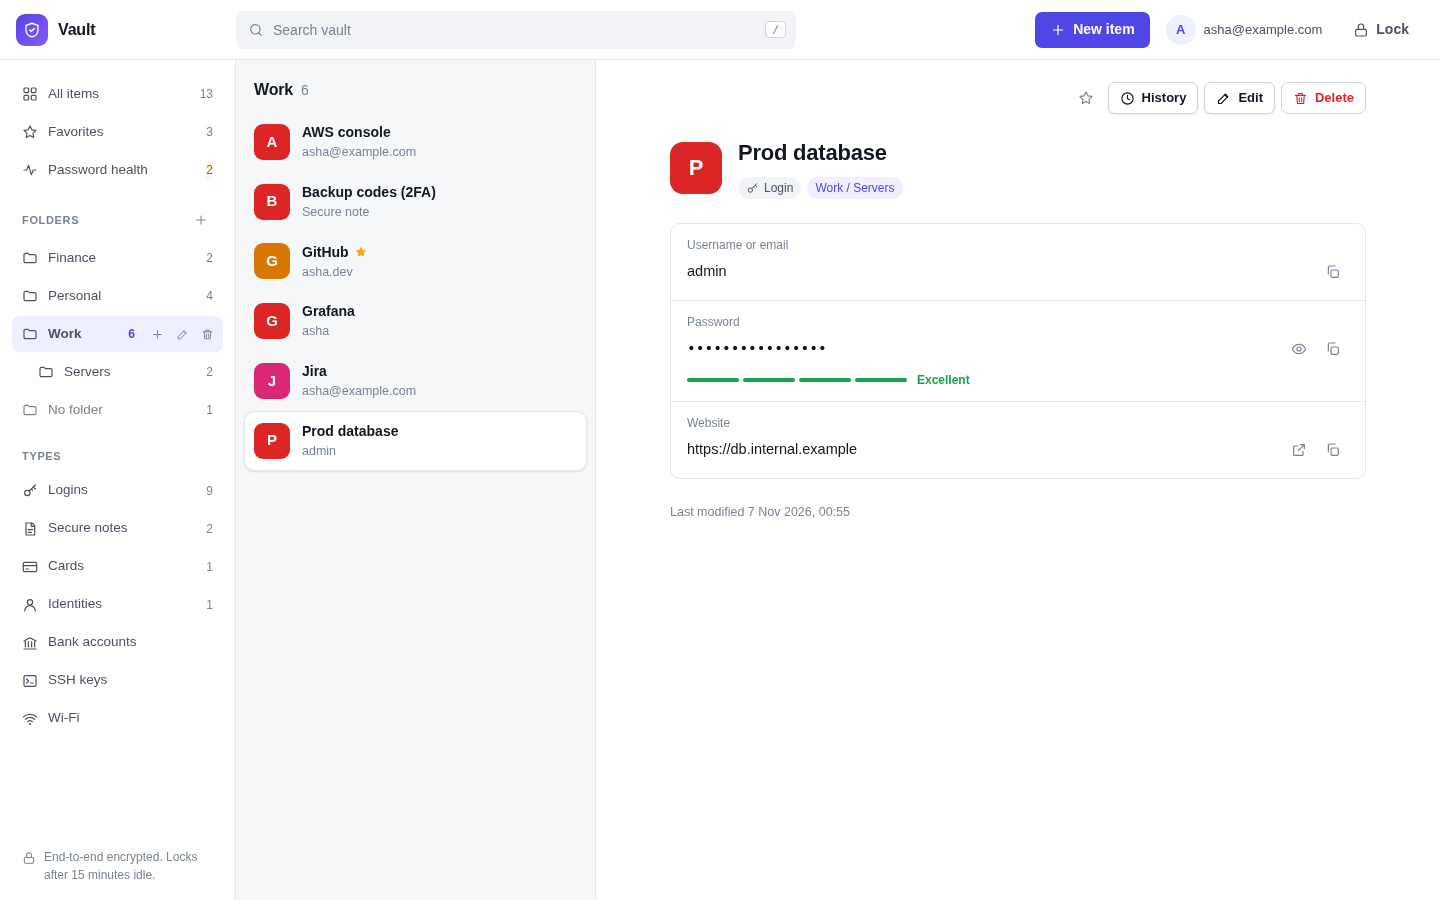 Vault
Search vault
/
New item
A
asha@example.com
Lock
All items 13
Favorites 3
Password health 2
FOLDERS
Finance 2
Personal 4
Work 6
Servers 2
No folder 1
TYPES
Logins 9
Secure notes 2
Cards 1
Identities 1
Bank accounts
SSH keys
Wi-Fi
End-to-end encrypted. Locks
after 15 minutes idle.
Work 6
A
AWS console
asha@example.com
B
Backup codes (2FA)
Secure note
G
GitHub
asha.dev
G
Grafana
asha
J
Jira
asha@example.com
P
Prod database
admin
History
Edit
Delete
P
Prod database
Login
Work / Servers
Username or email
admin
Password
••••••••••••••••
Excellent
Website
https://db.internal.example
Last modified 7 Nov 2026, 00:55